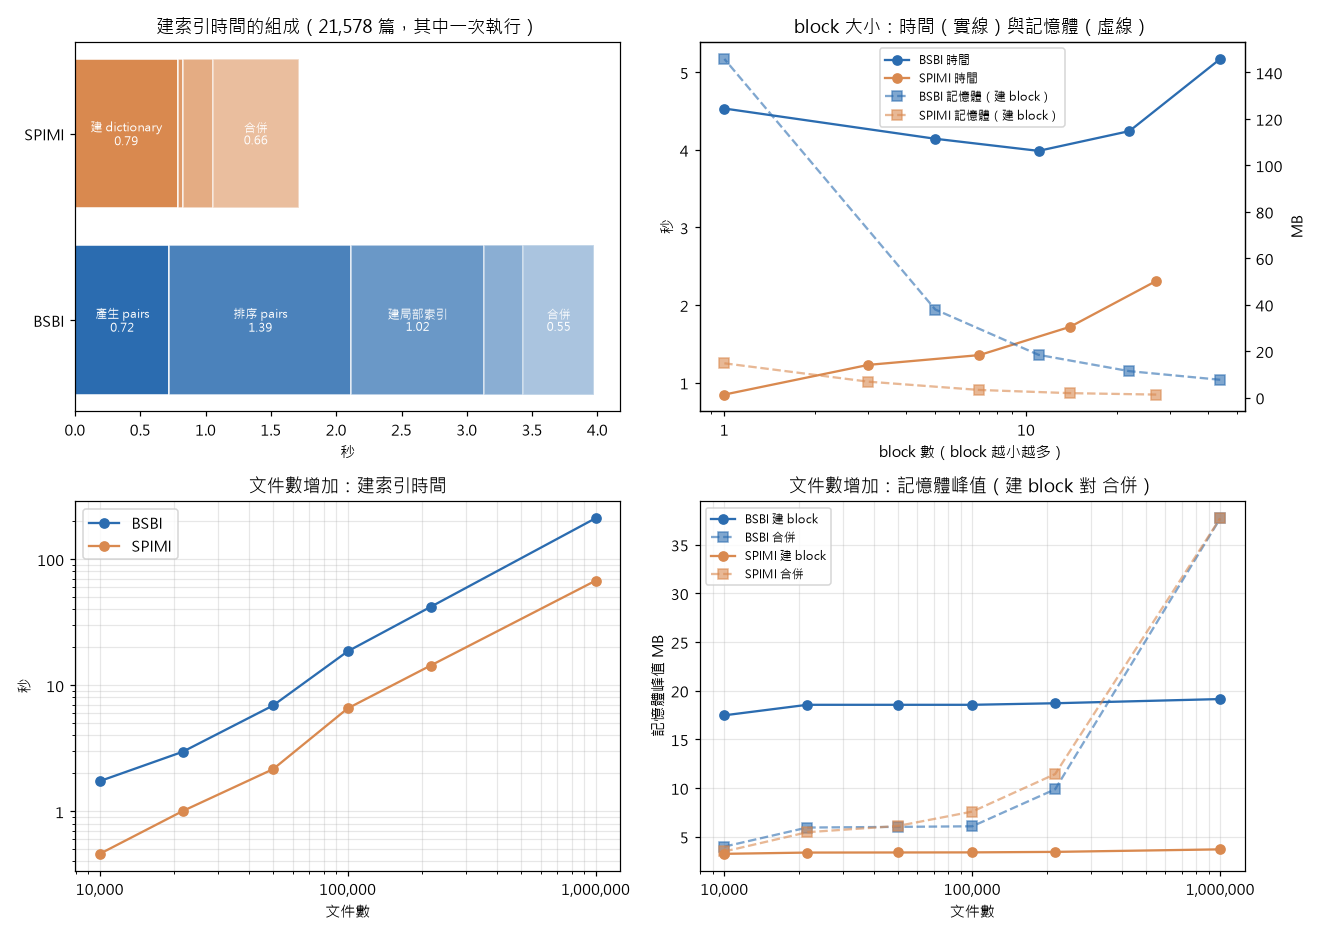 建索引時間的組成（21,578 篇，其中一次執行）
SPIMI
建 dictionary
0.79
合併
0.66
BSBI
產生 pairs
0.72
排序 pairs
1.39
建局部索引
1.02
合併
0.55
0.0 0.5 1.0 1.5 2.0 2.5 3.0 3.5 4.0
秒
block 大小：時間（實線）與記憶體（虛線）
BSBI 時間
SPIMI 時間
BSBI 記憶體（建 block）
SPIMI 記憶體（建 block）
秒
5
4
3
2
1
MB
140
120
100
80
60
40
20
0
1 10
block 數（block 越小越多）
文件數增加：建索引時間
BSBI
SPIMI
秒
100
10
1
10,000 100,000 1,000,000
文件數
文件數增加：記憶體峰值（建 block 對 合併）
BSBI 建 block
BSBI 合併
SPIMI 建 block
SPIMI 合併
記憶體峰值 MB
35
30
25
20
15
10
5
10,000 100,000 1,000,000
文件數